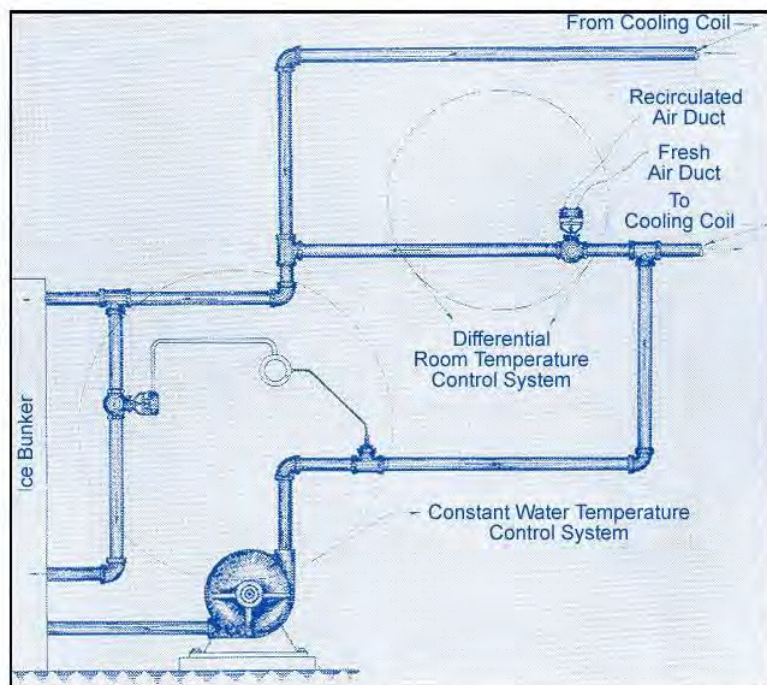 From Cooling Coil
Recirculated
Air Duct
Fresh
Air Duct
To
Cooling Coil
Differential
Room Temperature
Control System
Ice Bunker
Constant Water Temperature
Control System